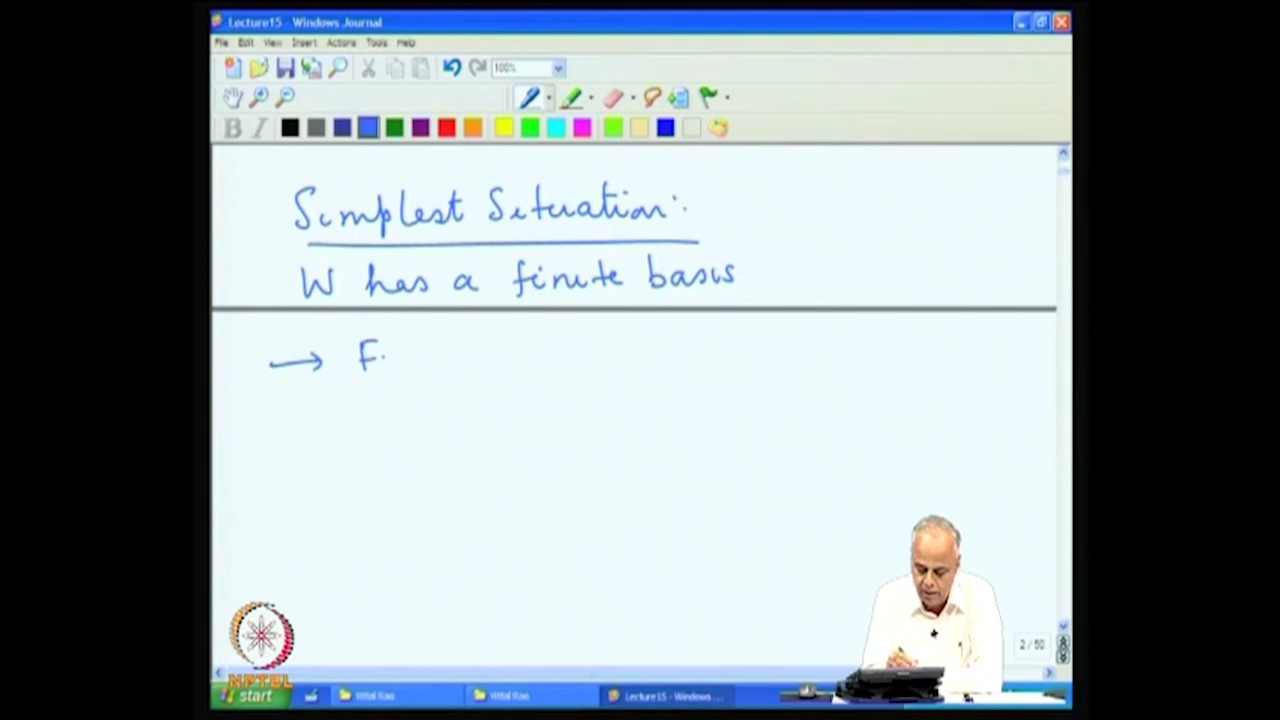 Lecture15 - Windows Journal
File Edit View Insert Actions Tools Help
100%
B I
Simplest Situation:
W has a finite basis
→ F.
2 / 50
NPTEL
start Vittal Rao Vittal Rao Lecture15 - Windows ...